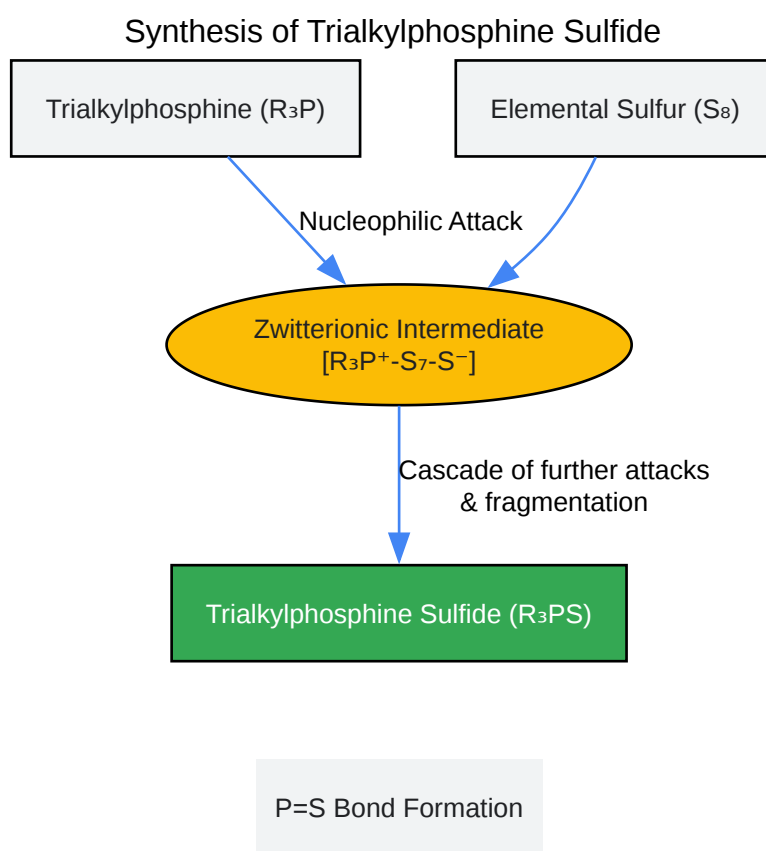 Synthesis of Trialkylphosphine Sulfide
Trialkylphosphine (R₃P)
Elemental Sulfur (S₈)
Nucleophilic Attack
Zwitterionic Intermediate
[R₃P⁺-S₇-S⁻]
Cascade of further attacks
& fragmentation
Trialkylphosphine Sulfide (R₃PS)
P=S Bond Formation